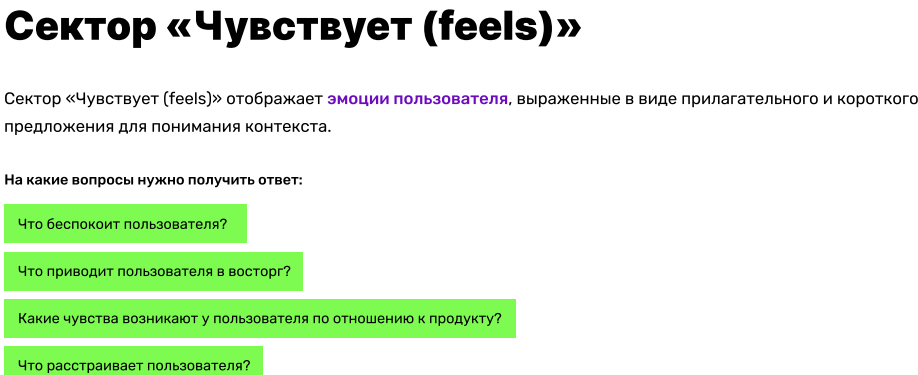 Сектор «Чувствует (feels)»
Сектор «Чувствует (feels)» отображает эмоции пользователя, выраженные в виде прилагательного и короткого
предложения для понимания контекста.
На какие вопросы нужно получить ответ:
Что беспокоит пользователя?
Что приводит пользователя в восторг?
Какие чувства возникают у пользователя по отношению к продукту?
Что расстраивает пользователя?